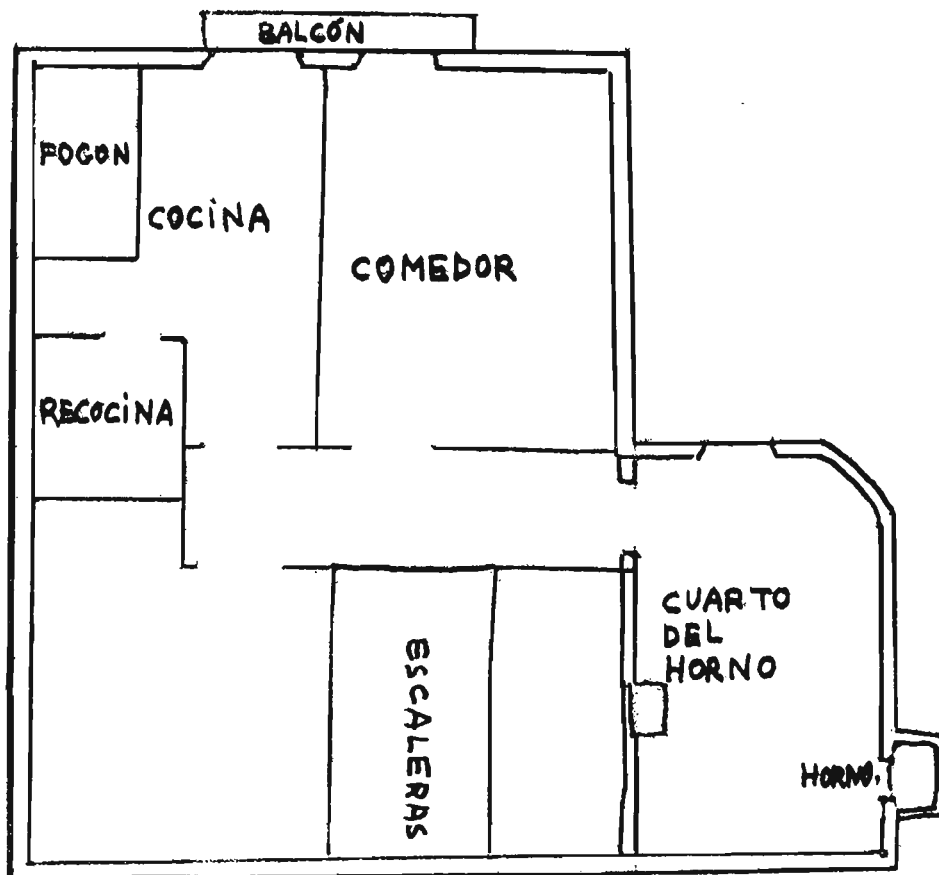 BALCÓN
FOGON
COCINA
COMEDOR
RECOCINA
CUARTO
DEL
HORNO
ESCALERAS
HORNO.